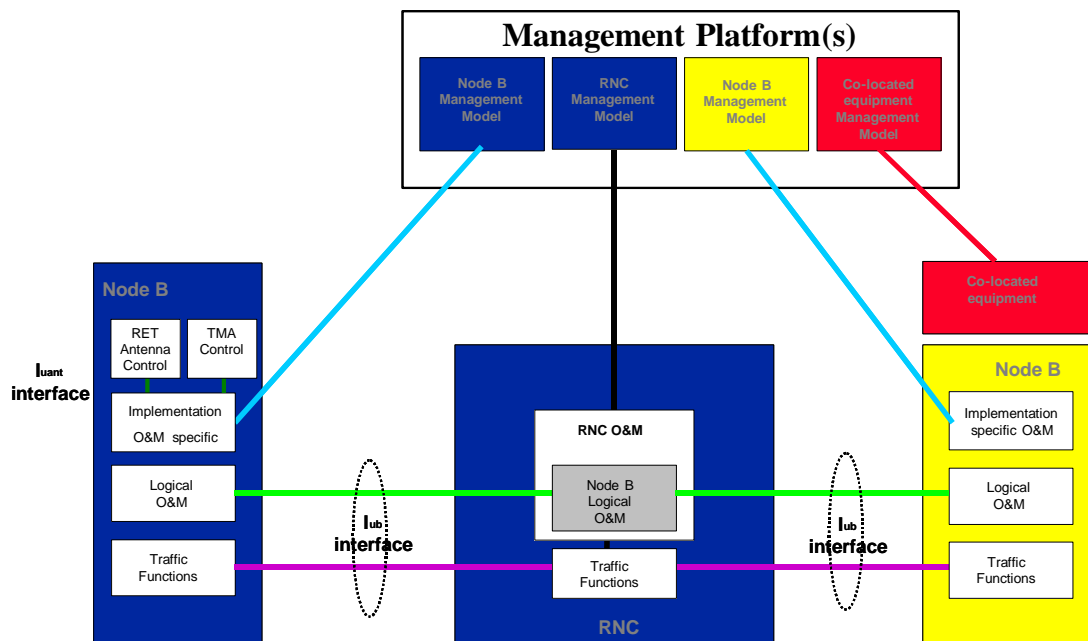 Management Platform(s)
Node B
Management
Model
RNC
Management
Model
Node B
Management
Model
Co-located
equipment
Management
Model
Node B
RET
Antenna
Control
TMA
Control
Iuant
interface
Implementation
O&M specific
Logical
O&M
Traffic
Functions
Iub
interface
RNC O&M
Node B
Logical
O&M
Traffic
Functions
RNC
Iub
interface
Co-located
equipment
Node B
Implementation
specific O&M
Logical
O&M
Traffic
Functions